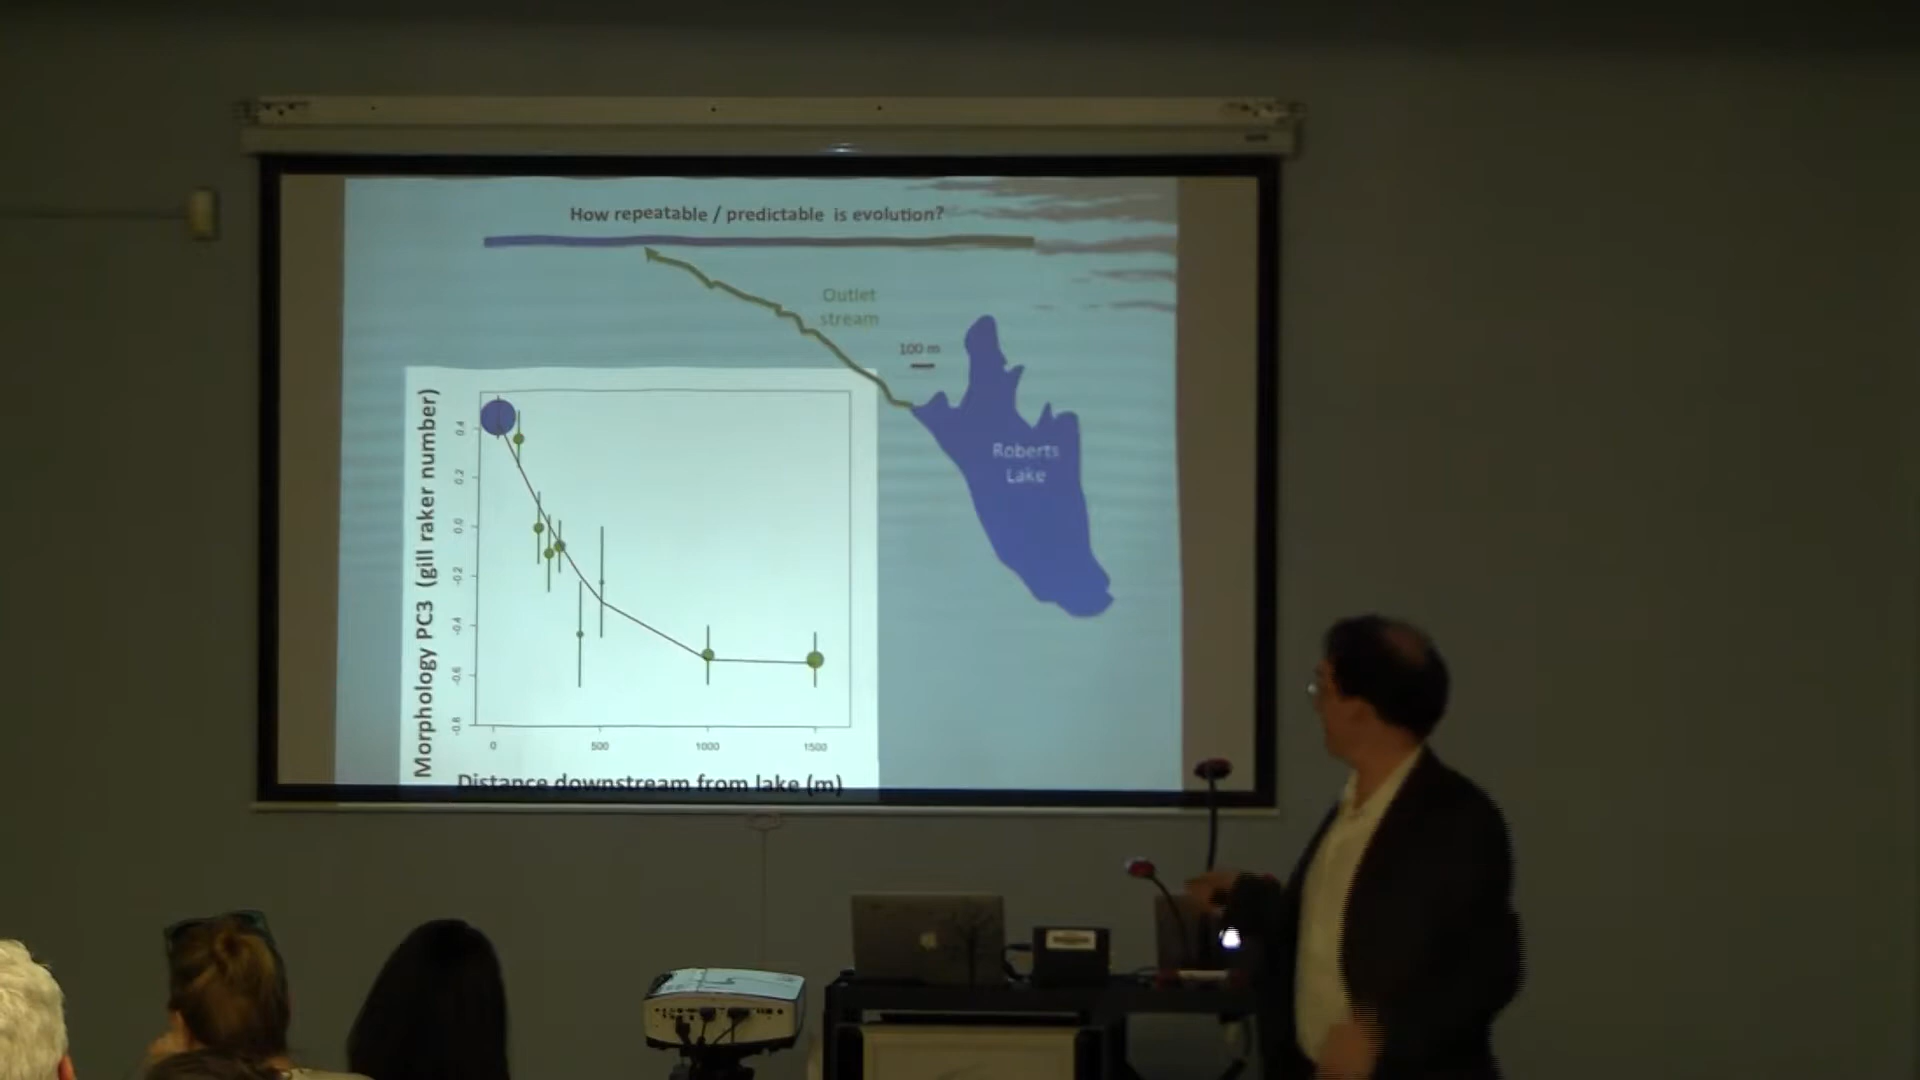 How repeatable / predictable is evolution?
Outlet
stream
100 m
Roberts
Lake
Morphology PC3 (gill raker number)
0.4
0.2
0.0
-0.2
-0.4
-0.6
-0.8
0
500
1000
1500
Distance downstream from lake (m)